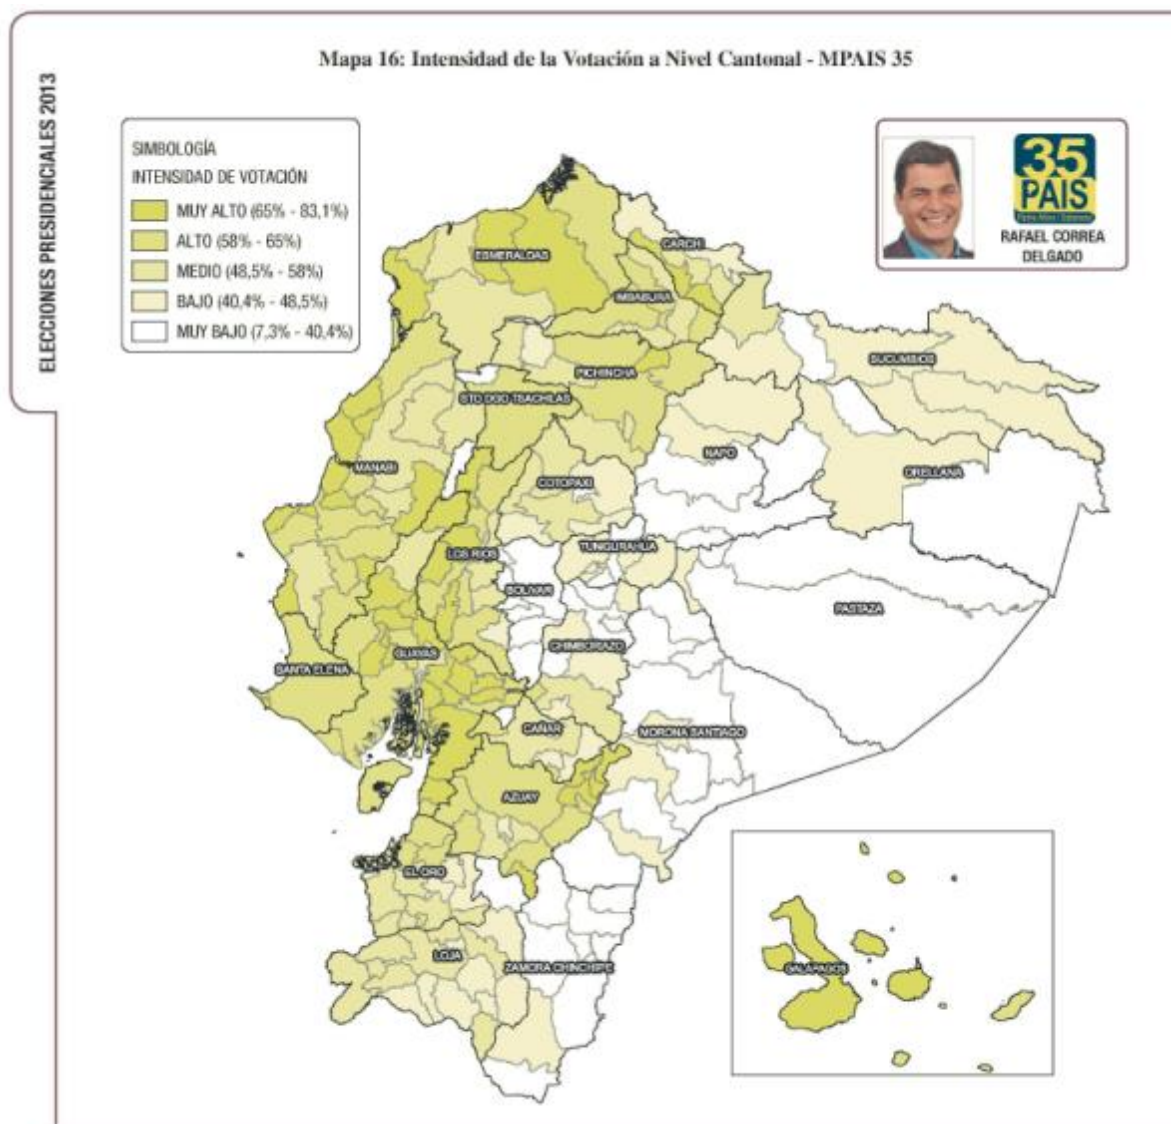 Mapa 16: Intensidad de la Votación a Nivel Cantonal - MPAIS 35
ELECCIONES PRESIDENCIALES 2013
SIMBOLOGÍA
INTENSIDAD DE VOTACIÓN
MUY ALTO (65% - 83,1%)
ALTO (58% - 65%)
MEDIO (48,5% - 58%)
BAJO (40,4% - 48,5%)
MUY BAJO (7,3% - 40,4%)
35
PAIS
RAFAEL CORREA
DELGADO
CARCHI
ESMERALDAS
IMBABURA
SUCUMBIOS
PICHINCHA
STO DGO TSACHILAS
NAPO
MANABI
ORELLANA
COTOPAXI
TUNGURAHUA
LOS RIOS
BOLIVAR
PASTAZA
CHIMBORAZO
GUAYAS
SANTA ELENA
CAÑAR
MORONA SANTIAGO
AZUAY
EL ORO
LOJA
ZAMORA CHINCHIPE
GALAPAGOS